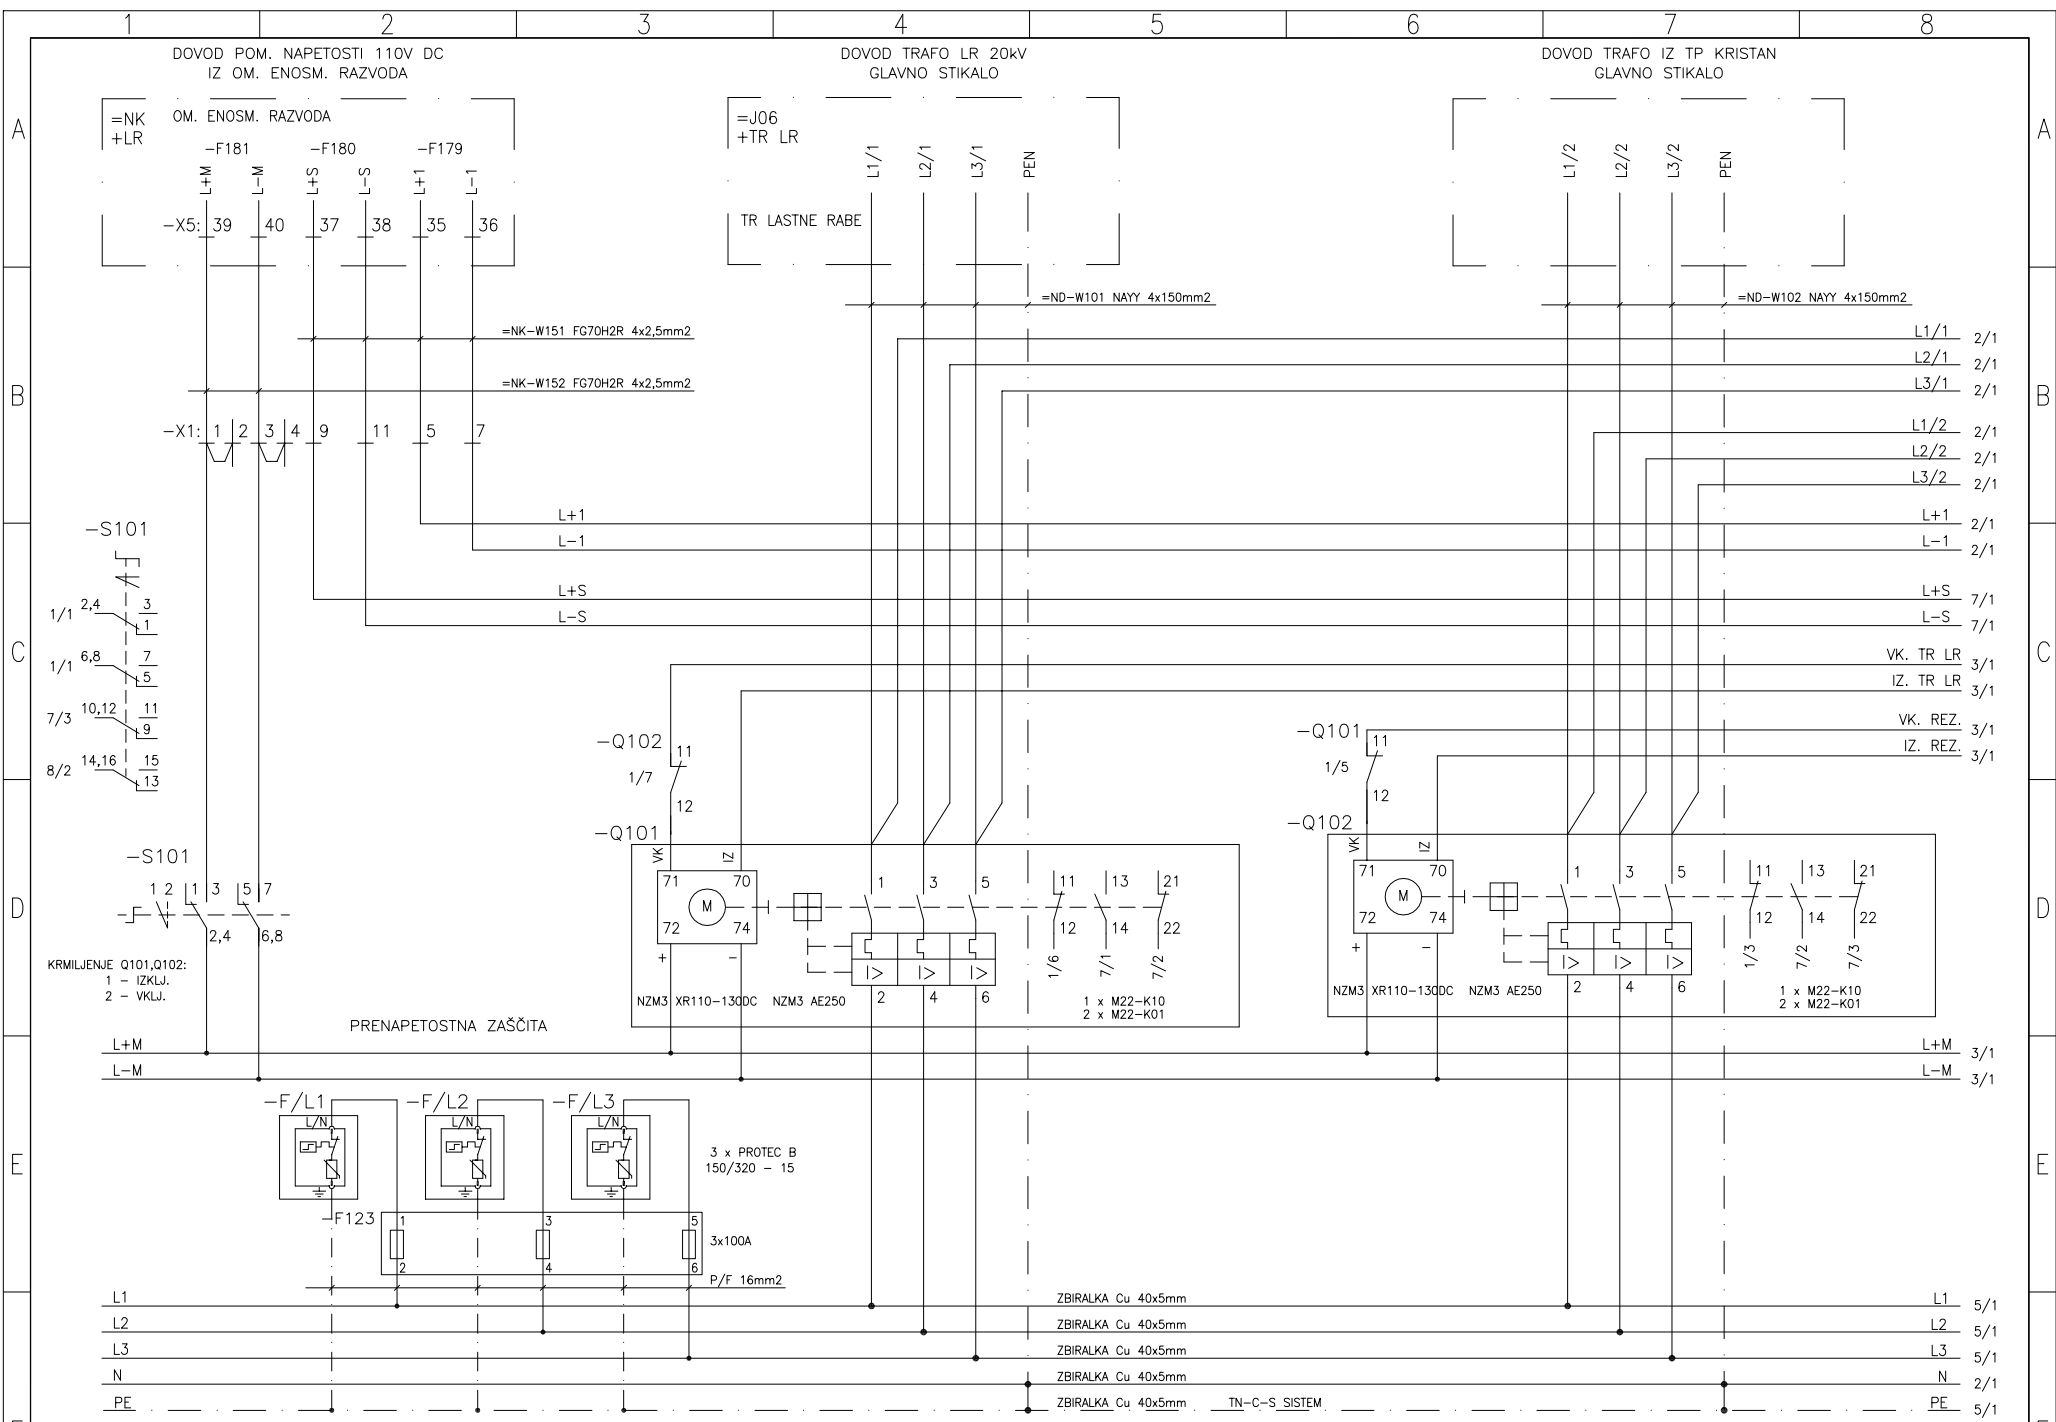 1 2 3 4 5 6 7 8
DOVOD POM. NAPETOSTI 110V DC
IZ OM. ENOSM. RAZVODA
DOVOD TRAFO LR 20kV
GLAVNO STIKALO
DOVOD TRAFO IZ TP KRISTAN
GLAVNO STIKALO
A
A
=NK
+LR
OM. ENOSM. RAZVODA
-F181 -F180 -F179
L+M L-M L+S L-S L+1 L-1
-X5: 39 40 37 38 35 36
=J06
+TR LR
L1/1 L2/1 L3/1 PEN
TR LASTNE RABE
L1/2 L2/2 L3/2 PEN
=ND-W101 NAYY 4x150mm2
=ND-W102 NAYY 4x150mm2
=NK-W151 FG70H2R 4x2,5mm2
=NK-W152 FG70H2R 4x2,5mm2
L1/1 2/1
L2/1 2/1
L3/1 2/1
B
B
-X1: 1 2 3 4 9 11 5 7
L1/2 2/1
L2/2 2/1
L3/2 2/1
L+1 L+1 2/1
L-1 L-1 2/1
L+S L+S 7/1
L-S L-S 7/1
C
C
-S101
1/1 2,4 3 1
1/1 6,8 7 5
7/3 10,12 11 9
8/2 14,16 15 13
VK. TR LR 3/1
IZ. TR LR 3/1
VK. REZ. 3/1
IZ. REZ. 3/1
-Q102 11
1/7
12
-Q101 11
1/5
12
D
D
-S101
1 2 1 3 5 7
2,4 6,8
KRMILJENJE Q101,Q102:
1 - IZKLJ.
2 - VKLJ.
-Q101
VK IZ
71 70
M
72 74
+ -
1 3 5 11 13 21
12 14 22
1/6 7/1 7/2
I> I> I>
2 4 6
NZM3 XR110-130DC NZM3 AE250
1 x M22-K10
2 x M22-K01
-Q102
VK IZ
71 70
M
72 74
+ -
1 3 5 11 13 21
12 14 22
1/3 7/2 7/3
I> I> I>
2 4 6
NZM3 XR110-130DC NZM3 AE250
1 x M22-K10
2 x M22-K01
PRENAPETOSTNA ZAŠČITA
L+M L+M 3/1
L-M L-M 3/1
E
E
-F/L1 -F/L2 -F/L3
L/N L/N L/N
3 x PROTEC B
150/320 - 15
-F123
1 3 5
3x100A
2 4 6
P/F 16mm2
L1 ZBIRALKA Cu 40x5mm L1 5/1
L2 ZBIRALKA Cu 40x5mm L2 5/1
L3 ZBIRALKA Cu 40x5mm L3 5/1
N ZBIRALKA Cu 40x5mm N 2/1
PE ZBIRALKA Cu 40x5mm TN-C-S SISTEM PE 5/1